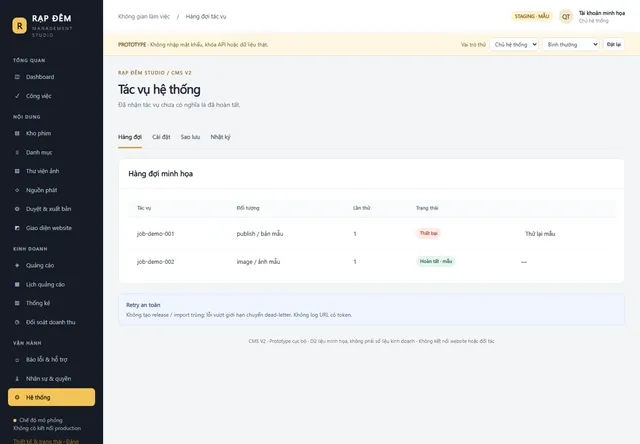 R
RẠP ĐÊM
MANAGEMENT
STUDIO
TỔNG QUAN
Dashboard
Công việc
NỘI DUNG
Kho phim
Danh mục
Thư viện ảnh
Nguồn phát
Duyệt & xuất bản
Giao diện website
KINH DOANH
Quảng cáo
Lịch quảng cáo
Thống kê
Đối soát doanh thu
VẬN HÀNH
Báo lỗi & hỗ trợ
Nhân sự & quyền
Hệ thống
Chế độ mô phỏng
Không có kết nối production
Thiết kế & trạng thái · Đăng
Không gian làm việc / Hàng đợi tác vụ
STAGING · MẪU
QT
Tài khoản minh họa
Chủ hệ thống
PROTOTYPE · Không nhập mật khẩu, khóa API hoặc dữ liệu thật.
Vai trò thử
Chủ hệ thống
Bình thường
Đặt lại
RẠP ĐÊM STUDIO / CMS V2
Tác vụ hệ thống
Đã nhận tác vụ chưa có nghĩa là đã hoàn tất.
Hàng đợi Cài đặt Sao lưu Nhật ký
Hàng đợi minh họa
Tác vụ Đối tượng Lần thử Trạng thái
job-demo-001 publish / bản mẫu 1 Thất bại Thử lại mẫu
job-demo-002 image / ảnh mẫu 1 Hoàn tất · mẫu —
Retry an toàn
Không tạo release / import trùng; lỗi vượt giới hạn chuyển dead-letter. Không log URL có token.
CMS V2 · Prototype cục bộ · Dữ liệu minh họa, không phải số liệu kinh doanh · Không kết nối website hoặc đối tác